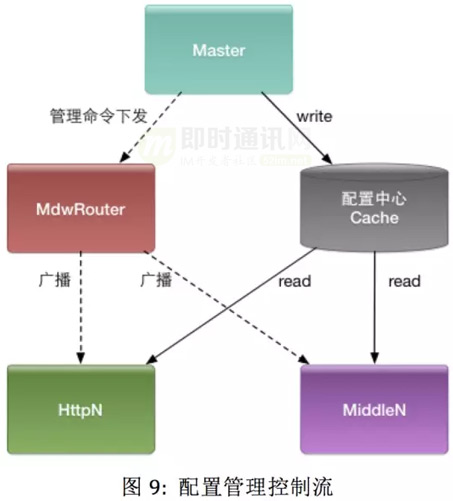 Master
管理命令下发
write
即时通讯网
MdwRouter
配置中心
Cache
广播
广播
read
read
HttpN
MiddleN
图 9: 配置管理控制流